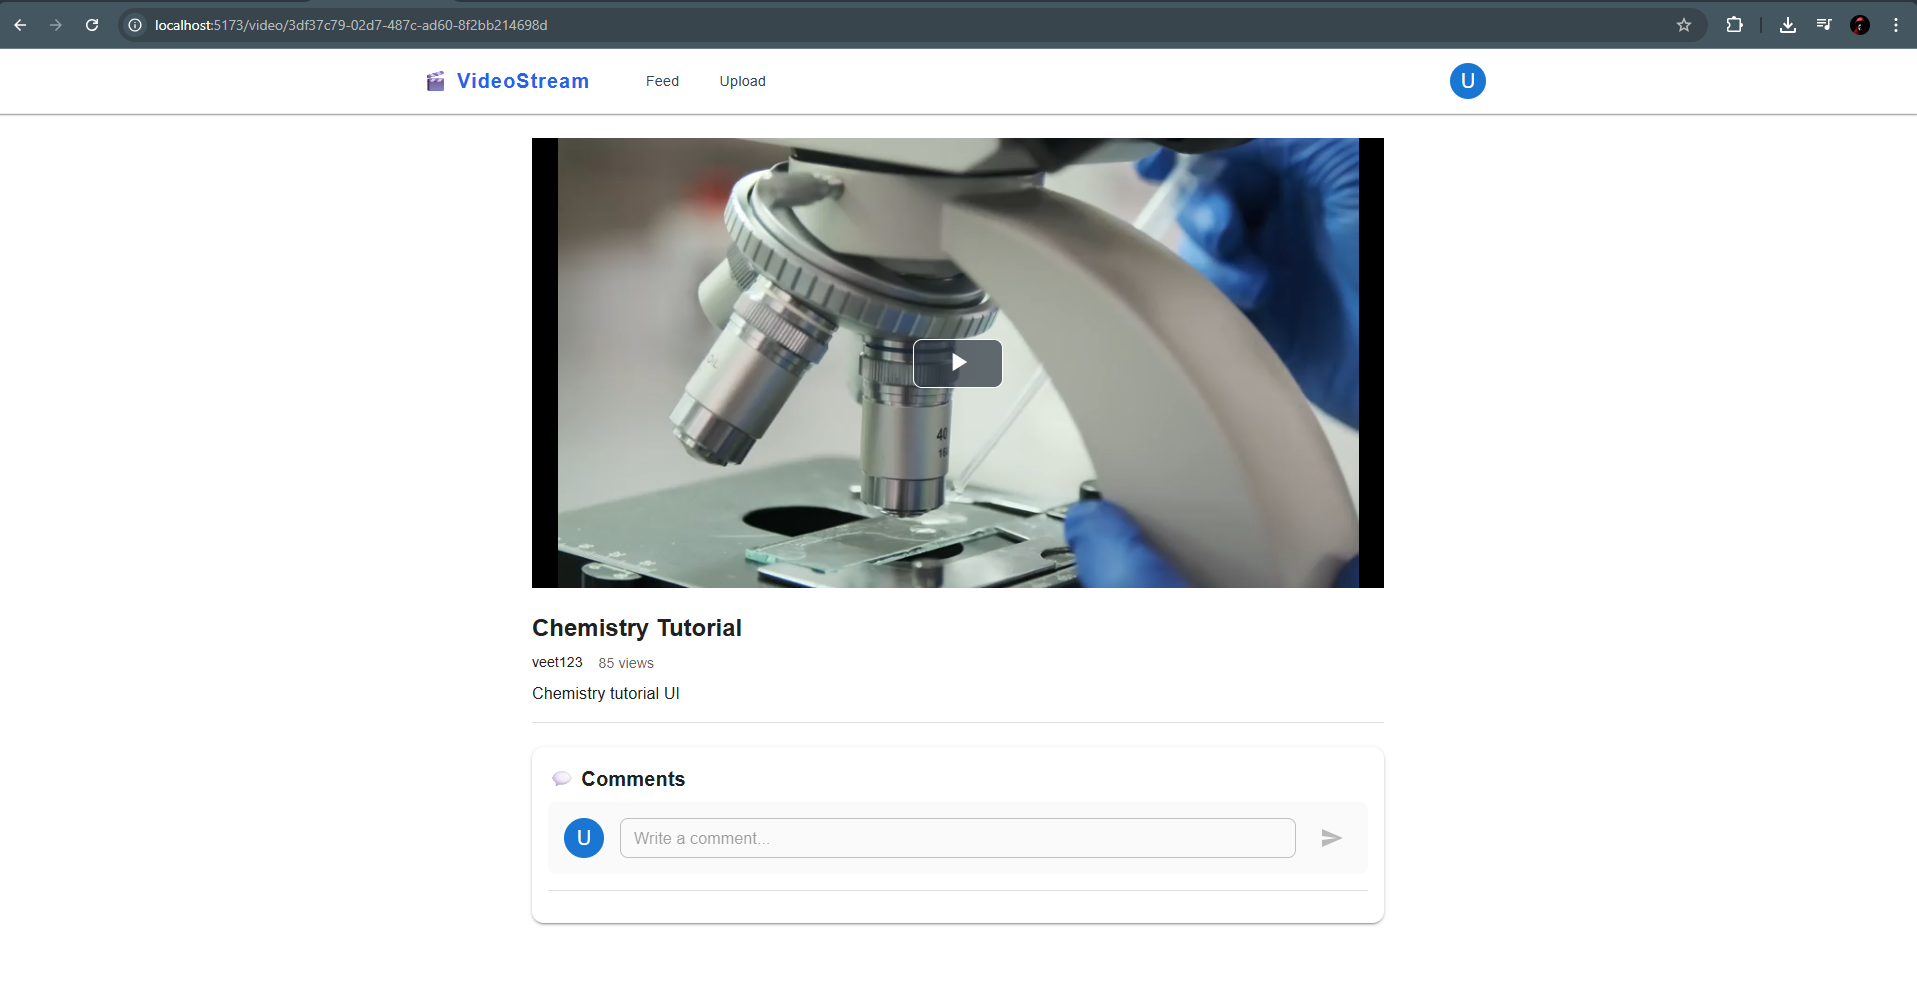 localhost:5173/video/3df37c79-02d7-487c-ad60-8f2bb214698d
VideoStream
Feed
Upload
U
40
Chemistry Tutorial
veet123 85 views
Chemistry tutorial UI
Comments
U
Write a comment...